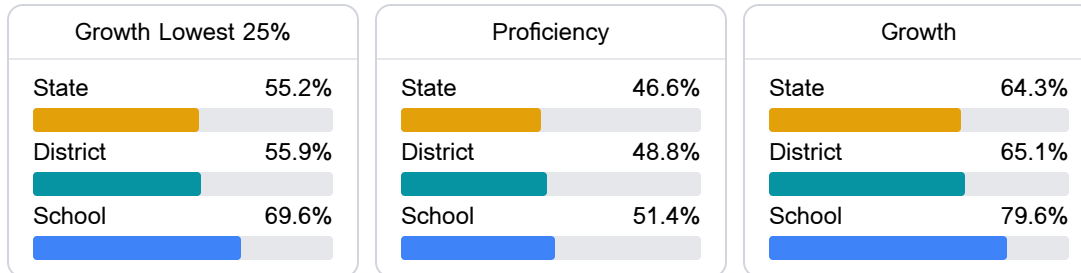 Growth Lowest 25%
State 55.2%
District 55.9%
School 69.6%
Proficiency
State 46.6%
District 48.8%
School 51.4%
Growth
State 64.3%
District 65.1%
School 79.6%